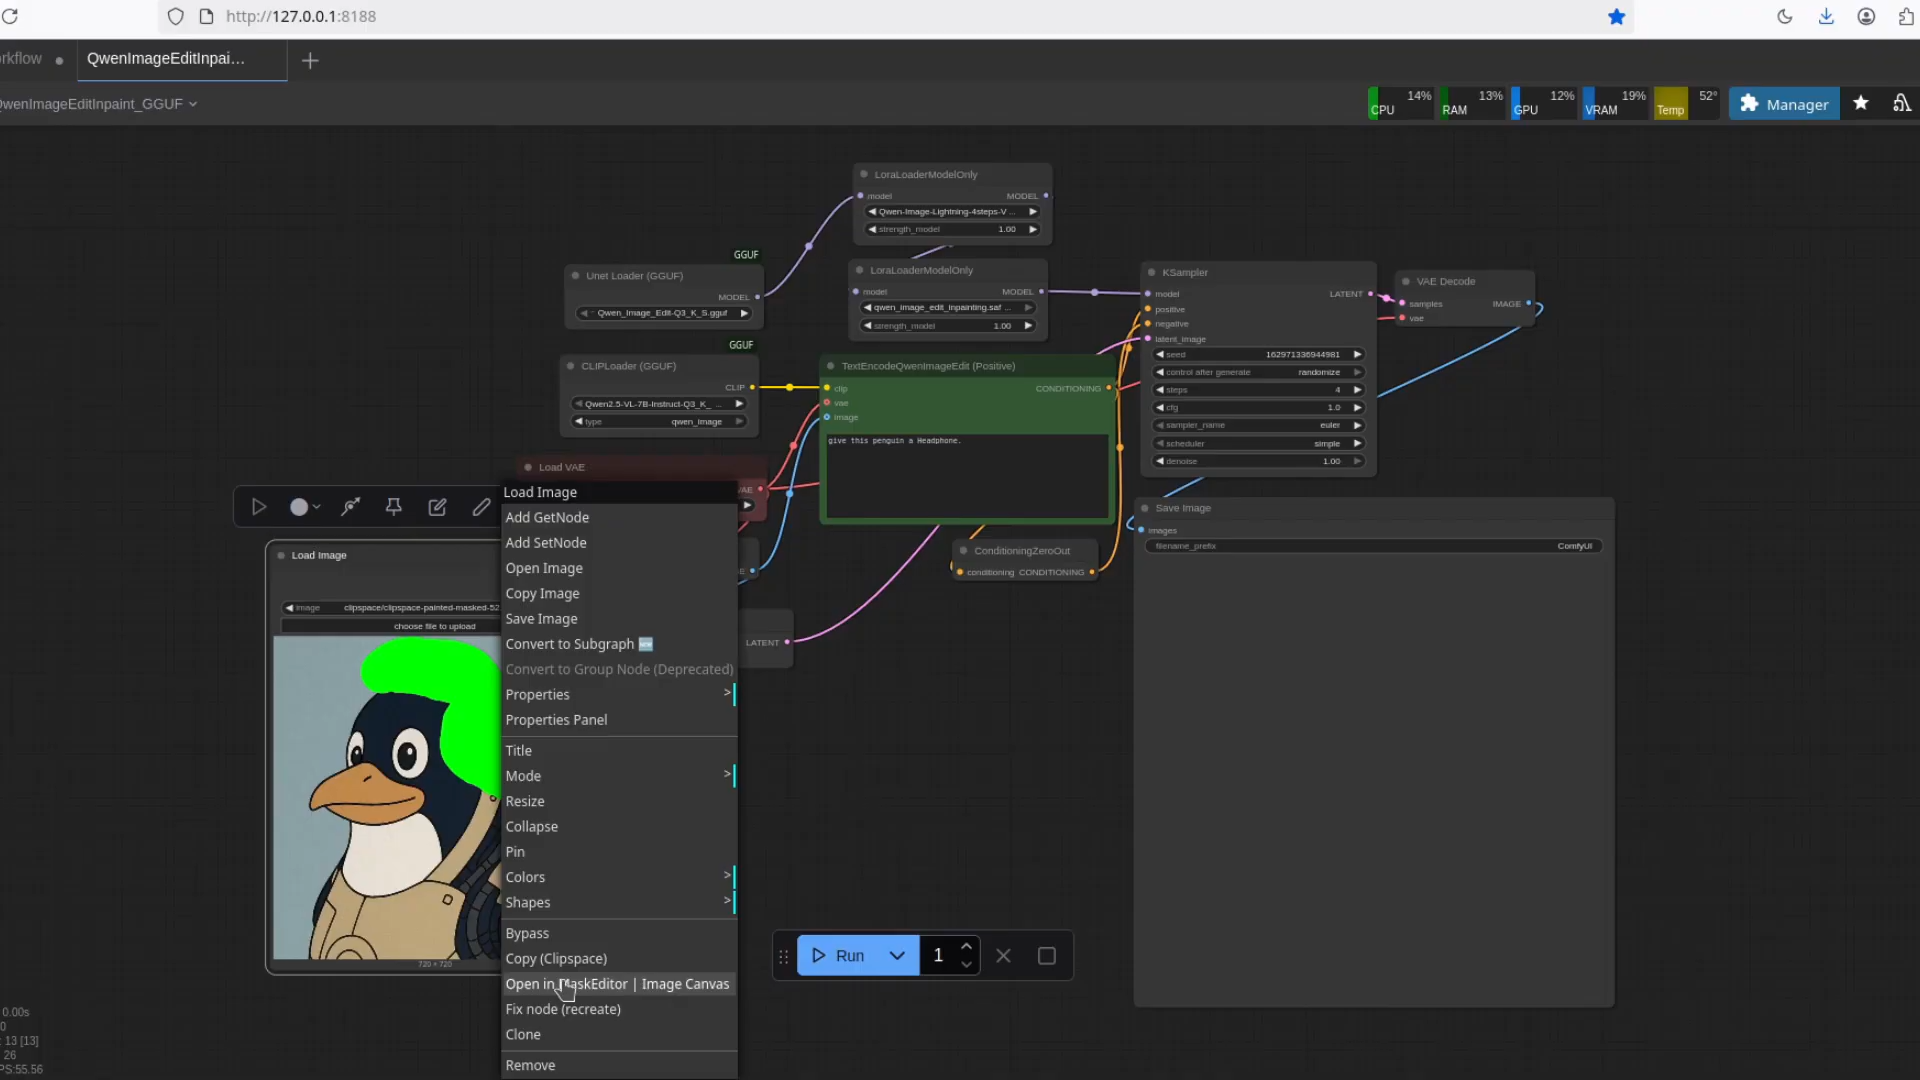 http://127.0.0.1:8188
rkflow
QwenImageEditInpai...
QwenImageEditInpaint_GGUF
CPU 14%
RAM 13%
GPU 12%
VRAM 19%
Temp 52°
Manager
LoraLoaderModelOnly
model MODEL
Qwen-Image-Lightning-4steps-V ...
strength_model 1.00
GGUF
Unet Loader (GGUF)
MODEL
Qwen_Image_Edit-Q3_K_S.gguf
LoraLoaderModelOnly
model MODEL
qwen_image_edit_inpainting.saf ...
strength_model 1.00
KSampler
model LATENT
positive
negative
latent_image
seed 162971336944981
control after generate randomize
steps 4
cfg 1.0
sampler_name euler
scheduler simple
denoise 1.00
VAE Decode
samples IMAGE
vae
GGUF
CLIPLoader (GGUF)
CLIP
Qwen2.5-VL-7B-Instruct-Q3_K_ ...
type qwen_image
TextEncodeQwenImageEdit (Positive)
clip CONDITIONING
vae
image
give this penguin a Headphone.
Load VAE
VAE
ConditioningZeroOut
conditioning CONDITIONING
LATENT
Save Image
images
filename_prefix ComfyUI
Load Image
image clipspace/clipspace-painted-masked-52
choose file to upload
720 × 720
Load Image
Add GetNode
Add SetNode
Open Image
Copy Image
Save Image
Convert to Subgraph 🆕
Convert to Group Node (Deprecated)
Properties >
Properties Panel
Title
Mode >
Resize
Collapse
Pin
Colors >
Shapes >
Bypass
Copy (Clipspace)
Open in MaskEditor | Image Canvas
Fix node (recreate)
Clone
Remove
Run 1
0.00s
0
: 13 [13]
26
PS:55.56